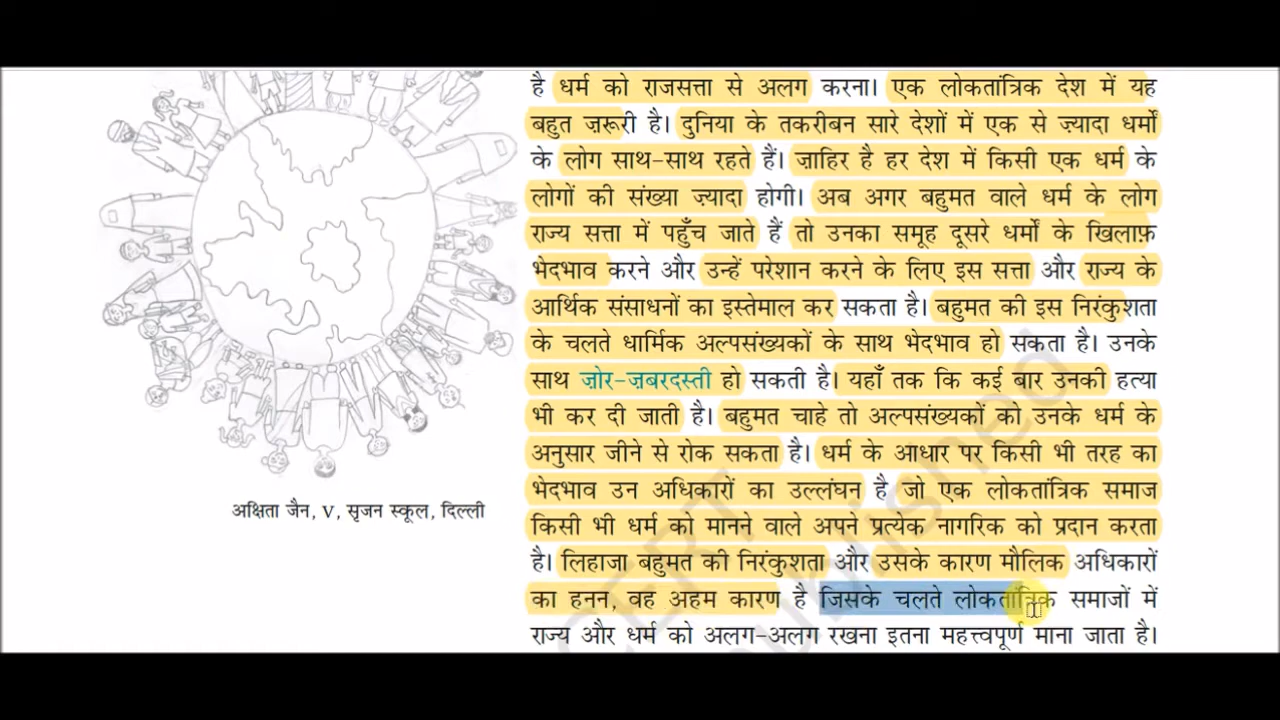 है धर्म को राजसत्ता से अलग करना। एक लोकतांत्रिक देश में यह
बहुत ज़रूरी है। दुनिया के तकरीबन सारे देशों में एक से ज़्यादा धर्मों
के लोग साथ-साथ रहते हैं। ज़ाहिर है हर देश में किसी एक धर्म के
लोगों की संख्या ज़्यादा होगी। अब अगर बहुमत वाले धर्म के लोग
राज्य सत्ता में पहुँच जाते हैं तो उनका समूह दूसरे धर्मों के खिलाफ़
भेदभाव करने और उन्हें परेशान करने के लिए इस सत्ता और राज्य के
आर्थिक संसाधनों का इस्तेमाल कर सकता है। बहुमत की इस निरंकुशता
के चलते धार्मिक अल्पसंख्यकों के साथ भेदभाव हो सकता है। उनके
साथ ज़ोर-ज़बरदस्ती हो सकती है। यहाँ तक कि कई बार उनकी हत्या
भी कर दी जाती है। बहुमत चाहे तो अल्पसंख्यकों को उनके धर्म के
अनुसार जीने से रोक सकता है। धर्म के आधार पर किसी भी तरह का
भेदभाव उन अधिकारों का उल्लंघन है जो एक लोकतांत्रिक समाज
किसी भी धर्म को मानने वाले अपने प्रत्येक नागरिक को प्रदान करता
है। लिहाजा बहुमत की निरंकुशता और उसके कारण मौलिक अधिकारों
का हनन, वह अहम कारण है जिसके चलते लोकतांत्रिक समाजों में
राज्य और धर्म को अलग-अलग रखना इतना महत्त्वपूर्ण माना जाता है।
अक्षिता जैन, V, सृजन स्कूल, दिल्ली